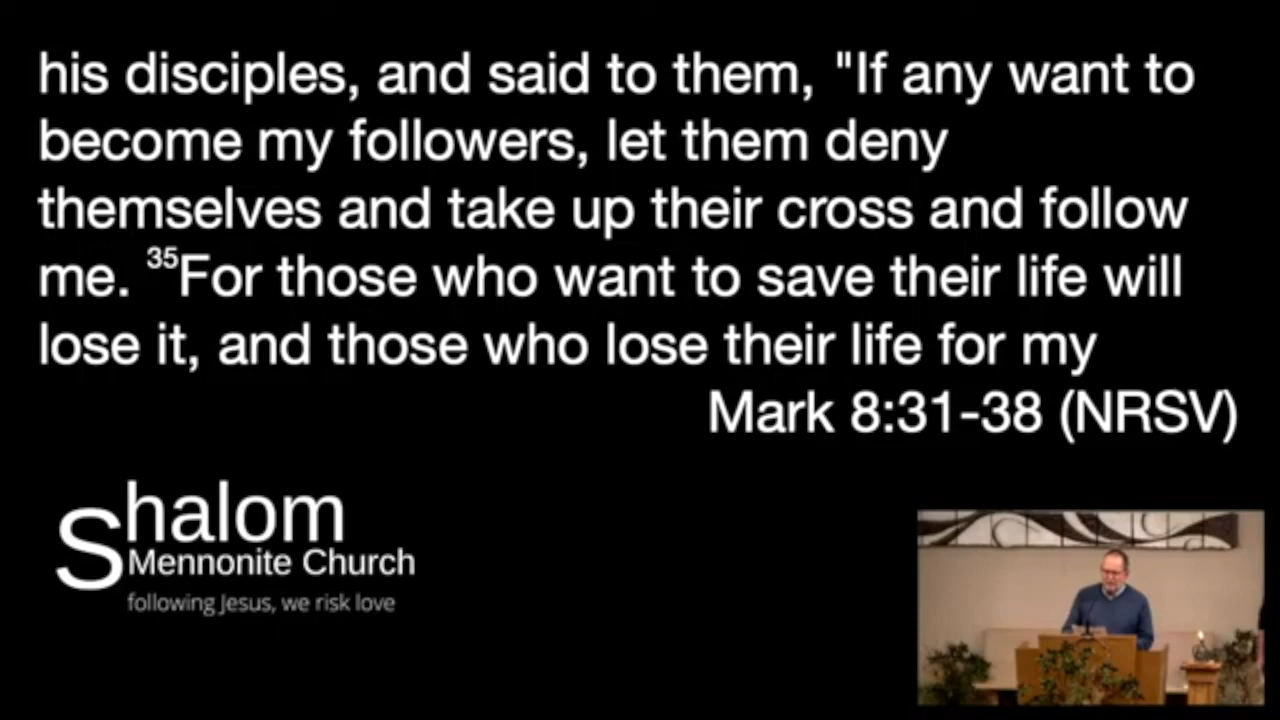 his disciples, and said to them, "If any want to
become my followers, let them deny
themselves and take up their cross and follow
me. ³⁵For those who want to save their life will
lose it, and those who lose their life for my
Mark 8:31-38 (NRSV)
Shalom
Mennonite Church
following Jesus, we risk love